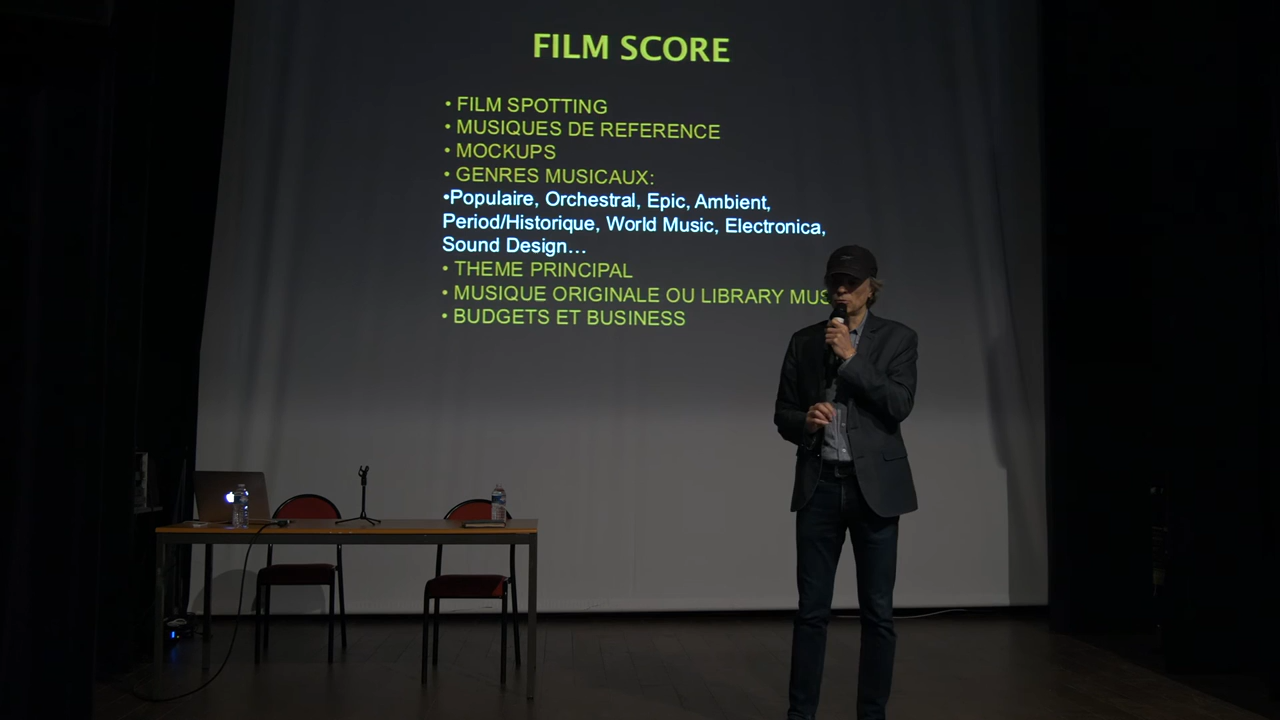 FILM SCORE
• FILM SPOTTING
• MUSIQUES DE REFERENCE
• MOCKUPS
• GENRES MUSICAUX:
•Populaire, Orchestral, Epic, Ambient,
Period/Historique, World Music, Electronica,
Sound Design…
• THEME PRINCIPAL
• MUSIQUE ORIGINALE OU LIBRARY MUS
• BUDGETS ET BUSINESS